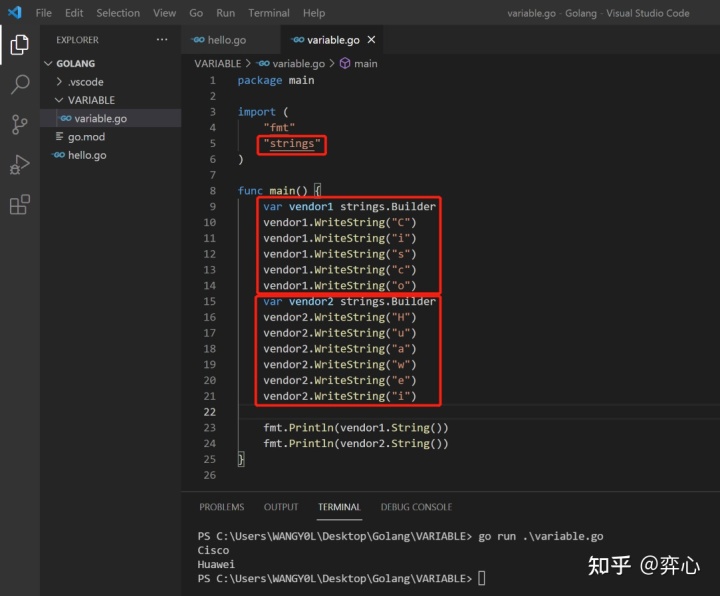 File Edit Selection View Go Run Terminal Help variable.go - Golang - Visual Studio Code
EXPLORER ···
hello.go variable.go
GOLANG
.vscode
VARIABLE
variable.go
go.mod
hello.go
VARIABLE > variable.go > main
1 package main
2
3 import (
4 "fmt"
5 "strings"
6 )
7
8 func main() {
9 var vendor1 strings.Builder
10 vendor1.WriteString("C")
11 vendor1.WriteString("i")
12 vendor1.WriteString("s")
13 vendor1.WriteString("c")
14 vendor1.WriteString("o")
15 var vendor2 strings.Builder
16 vendor2.WriteString("H")
17 vendor2.WriteString("u")
18 vendor2.WriteString("a")
19 vendor2.WriteString("w")
20 vendor2.WriteString("e")
21 vendor2.WriteString("i")
22
23 fmt.Println(vendor1.String())
24 fmt.Println(vendor2.String())
25 }
26
PROBLEMS OUTPUT TERMINAL DEBUG CONSOLE
PS C:\Users\WANGY0L\Desktop\Golang\VARIABLE> go run .\variable.go
Cisco
Huawei
PS C:\Users\WANGY0L\Desktop\Golang\VARIABLE>
知乎 @弈心